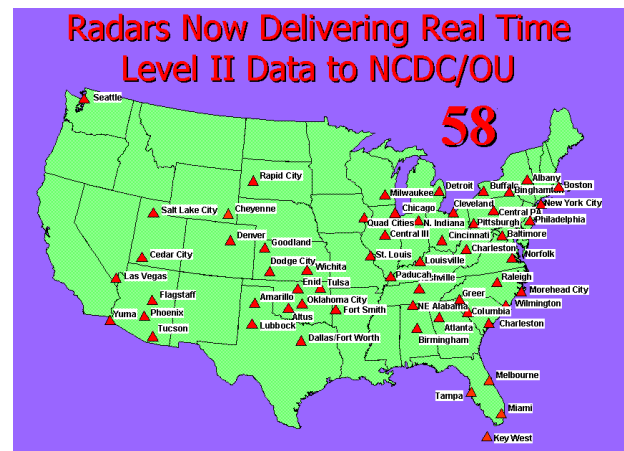 Radars Now Delivering Real Time
Level II Data to NCDC/OU
58
Seattle
Rapid City
Albany
Milwaukee
Detroit
Buffalo
Binghamton
Boston
Salt Lake City
Cheyenne
Chicago
Cleveland
Central PA
New York City
Quad Cities
N. Indiana
Pittsburgh
Philadelphia
Denver
Central Ill
Cincinnati
Baltimore
Goodland
Cedar City
St. Louis
Louisville
Charleston
Norfolk
Dodge City
Wichita
Las Vegas
Paducah
Raleigh
Enid
Tulsa
Morehead City
Flagstaff
Amarillo
Oklahoma City
Greer
Wilmington
Yuma
Phoenix
Altus
Fort Smith
NE Alabama
Columbia
Tucson
Lubbock
Atlanta
Charleston
Dallas/Fort Worth
Birmingham
Melbourne
Tampa
Miami
Key West